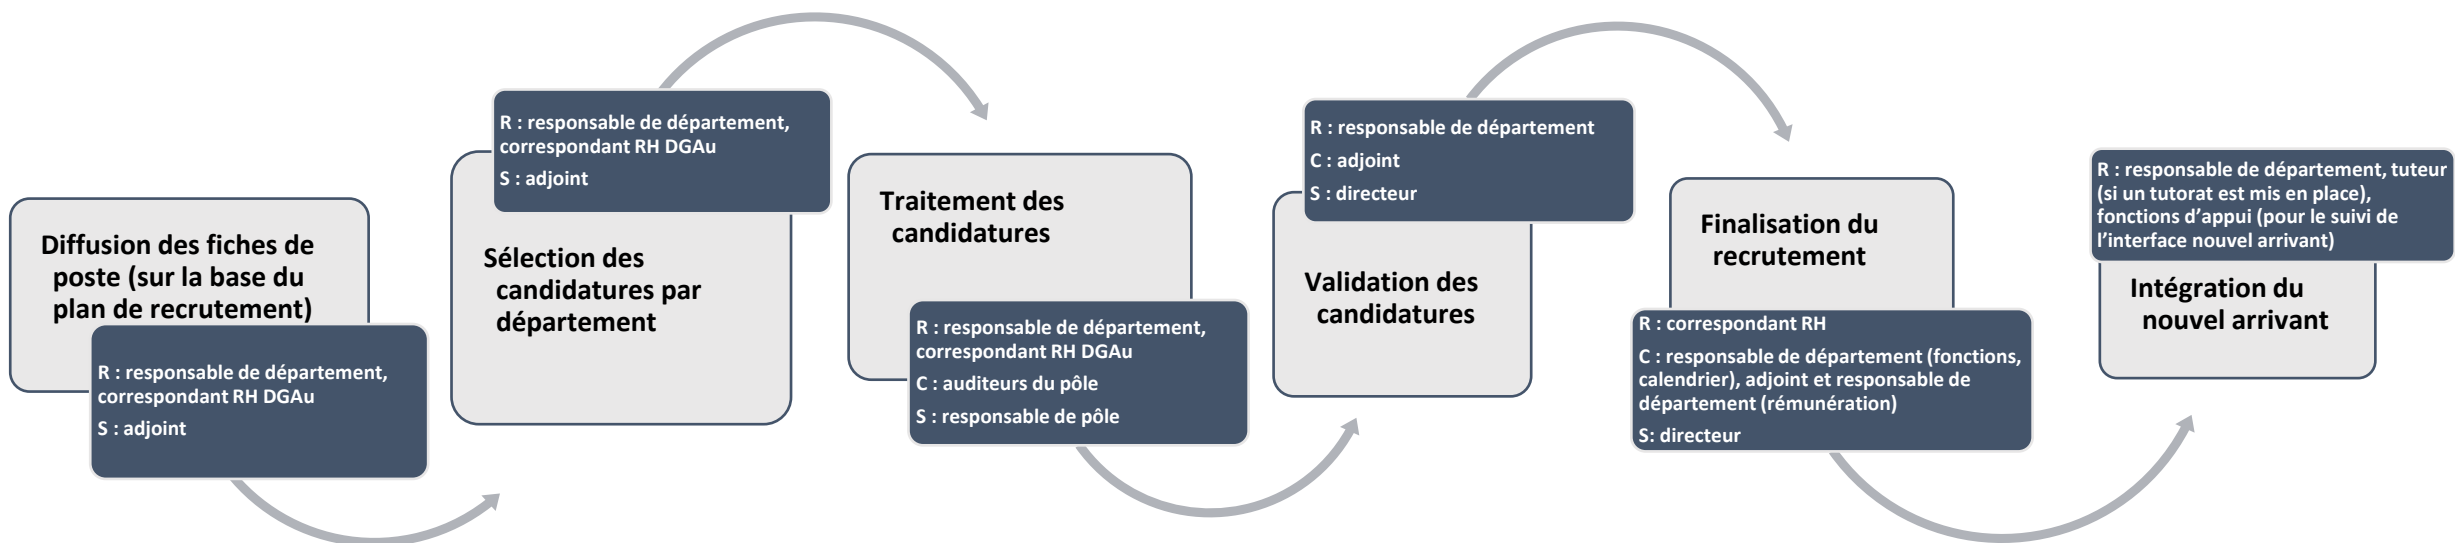 Diffusion des fiches de
poste (sur la base du
plan de recrutement)
R : responsable de département,
correspondant RH DGAu
S : adjoint
R : responsable de département,
correspondant RH DGAu
S : adjoint
Sélection des
candidatures par
département
Traitement des
candidatures
R : responsable de département,
correspondant RH DGAu
C : auditeurs du pôle
S : responsable de pôle
R : responsable de département
C : adjoint
S : directeur
Validation des
candidatures
Finalisation du
recrutement
R : correspondant RH
C : responsable de département (fonctions,
calendrier), adjoint et responsable de
département (rémunération)
S: directeur
R : responsable de département, tuteur
(si un tutorat est mis en place),
fonctions d’appui (pour le suivi de
l’interface nouvel arrivant)
Intégration du
nouvel arrivant